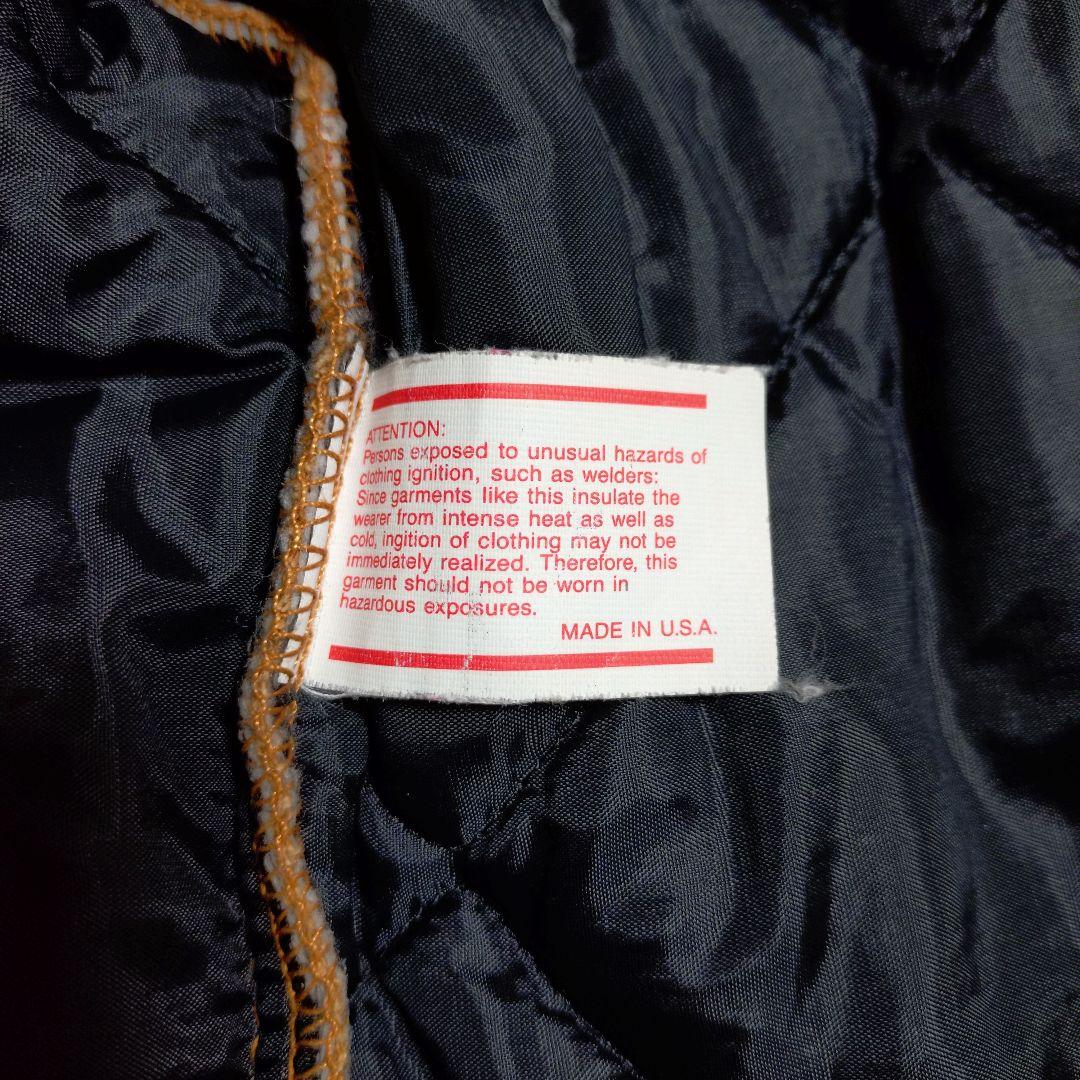 ATTENTION:
Persons exposed to unusual hazards of
clothing ignition, such as welders:
Since garments like this insulate the
wearer from intense heat as well as
cold, ingition of clothing may not be
immediately realized. Therefore, this
garment should not be worn in
hazardous exposures.
MADE IN U.S.A.